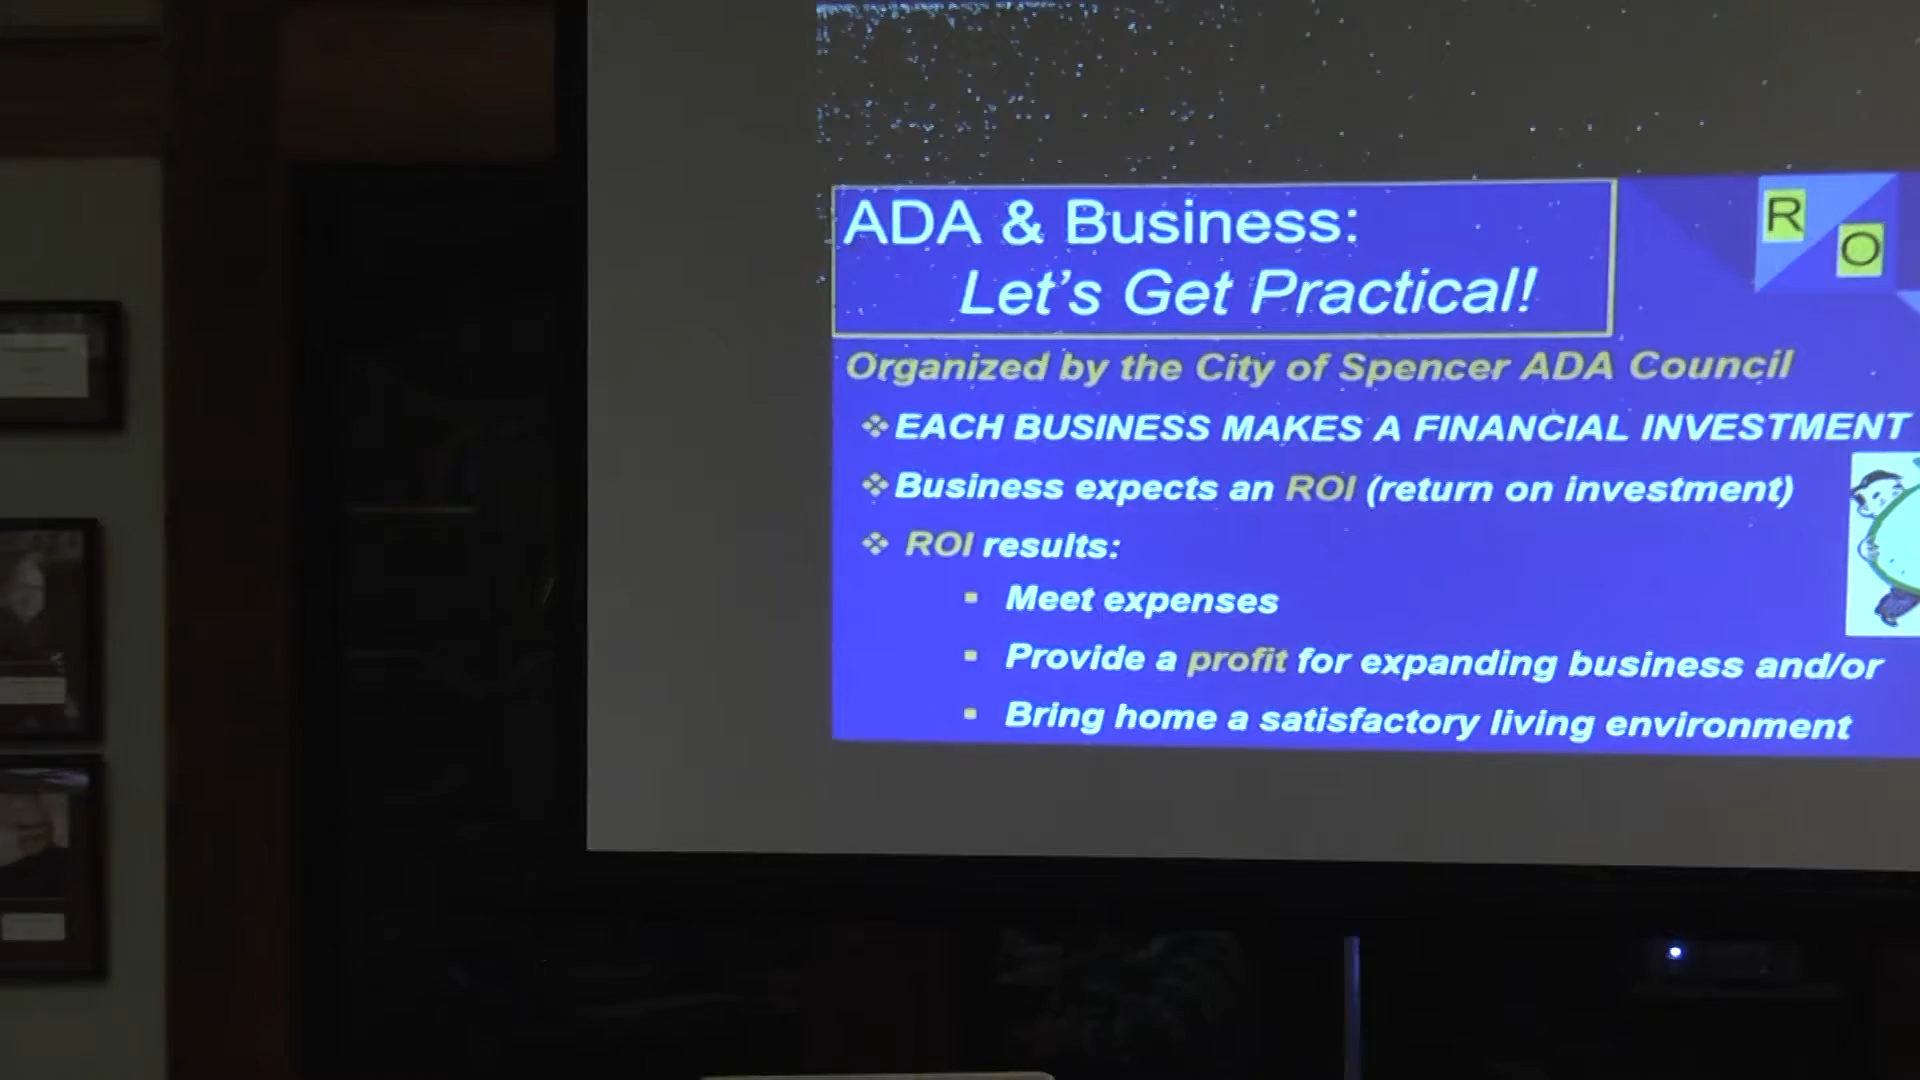 ADA & Business:
Let's Get Practical!
R
O
Organized by the City of Spencer ADA Council
EACH BUSINESS MAKES A FINANCIAL INVESTMENT
Business expects an ROI (return on investment)
ROI results:
Meet expenses
Provide a profit for expanding business and/or
Bring home a satisfactory living environment